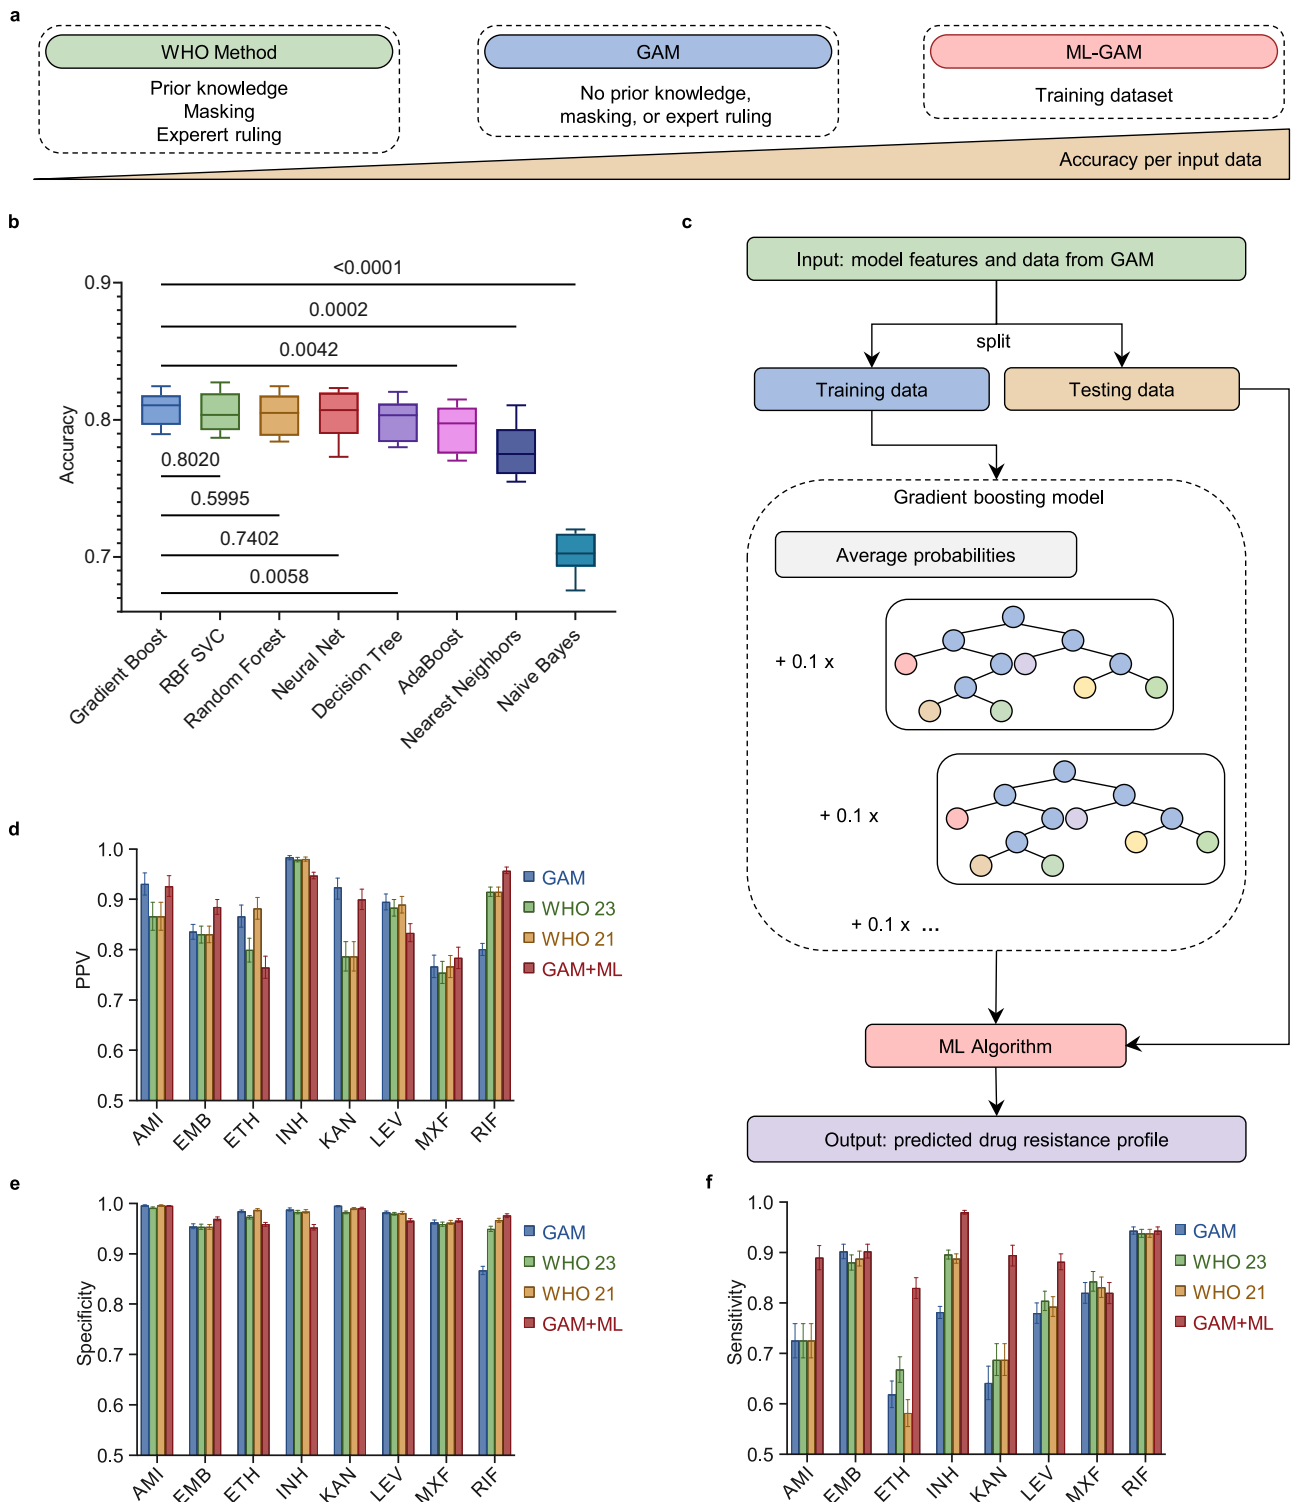 a
WHO Method
Prior knowledge
Masking
Experert ruling
GAM
No prior knowledge,
masking, or expert ruling
ML-GAM
Training dataset
Accuracy per input data
b
Accuracy
0.9
0.8
0.7
<0.0001
0.0002
0.0042
0.8020
0.5995
0.7402
0.0058
Gradient Boost
RBF SVC
Random Forest
Neural Net
Decision Tree
AdaBoost
Nearest Neighbors
Naive Bayes
c
Input: model features and data from GAM
split
Training data
Testing data
Gradient boosting model
Average probabilities
+ 0.1 x
+ 0.1 x
+ 0.1 x ...
ML Algorithm
Output: predicted drug resistance profile
d
PPV
1.0
0.9
0.8
0.7
0.6
0.5
AMI
EMB
ETH
INH
KAN
LEV
MXF
RIF
GAM
WHO 23
WHO 21
GAM+ML
e
Specificity
1.0
0.9
0.8
0.7
0.6
0.5
AMI
EMB
ETH
INH
KAN
LEV
MXF
RIF
GAM
WHO 23
WHO 21
GAM+ML
f
Sensitivity
1.0
0.9
0.8
0.7
0.6
0.5
AMI
EMB
ETH
INH
KAN
LEV
MXF
RIF
GAM
WHO 23
WHO 21
GAM+ML